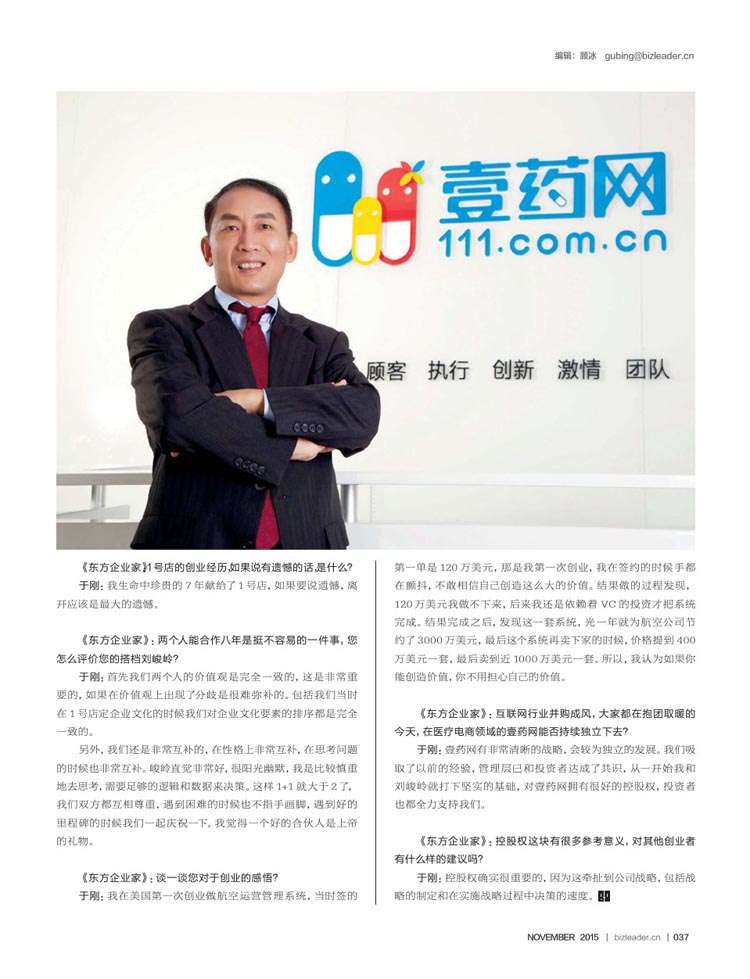 编辑：顾冰 gubing@bizleader.cn
壹药网
111.com.cn
顾客 执行 创新 激情 团队
《东方企业家》1号店的创业经历,如果说有遗憾的话,是什么?
于刚：我生命中珍贵的 7 年献给了 1 号店，如果要说遗憾，离
开应该是最大的遗憾。
《东方企业家》：两个人能合作八年是挺不容易的一件事，您
怎么评价您的搭档刘峻岭?
于刚：首先我们两个人的价值观是完全一致的，这是非常重
要的，如果在价值观上出现了分歧是很难弥补的。包括我们当时
在 1 号店定企业文化的时候我们对企业文化要素的排序都是完全
一致的。
另外，我们还是非常互补的，在性格上非常互补，在思考问题
的时候也非常互补。峻岭直觉非常好，很阳光幽默，我是比较慎重
地去思考，需要足够的逻辑和数据来决策。这样 1+1 就大于 2 了，
我们双方都互相尊重，遇到困难的时候也不指手画脚，遇到好的
里程碑的时候我们一起庆祝一下。我觉得一个好的合伙人是上帝
的礼物。
《东方企业家》：谈一谈您对于创业的感悟?
于刚：我在美国第一次创业做航空运营管理系统，当时签的
第一单是 120 万美元，那是我第一次创业，我在签约的时候手都
在颤抖，不敢相信自己创造这么大的价值。结果做的过程发现，
120 万美元我做不下来，后来我还是依赖着 VC 的投资才把系统
完成。结果完成之后，发现这一套系统，光一年就为航空公司节
约了 3000 万美元，最后这个系统再卖下家的时候，价格提到 400
万美元一套，最后卖到近 1000 万美元一套。所以，我认为如果你
能创造价值，你不用担心自己的价值。
《东方企业家》：互联网行业并购成风，大家都在抱团取暖的
今天，在医疗电商领域的壹药网能否持续独立下去?
于刚：壹药网有非常清晰的战略，会较为独立的发展。我们吸
取了以前的经验，管理层已和投资者达成了共识，从一开始我和
刘峻岭就打下坚实的基础，对壹药网拥有很好的控股权，投资者
也都全力支持我们。
《东方企业家》：控股权这块有很多参考意义，对其他创业者
有什么样的建议吗?
于刚：控股权确实很重要的，因为这牵扯到公司战略，包括战
略的制定和在实施战略过程中决策的速度。
NOVEMBER 2015 | bizleader.cn | 037